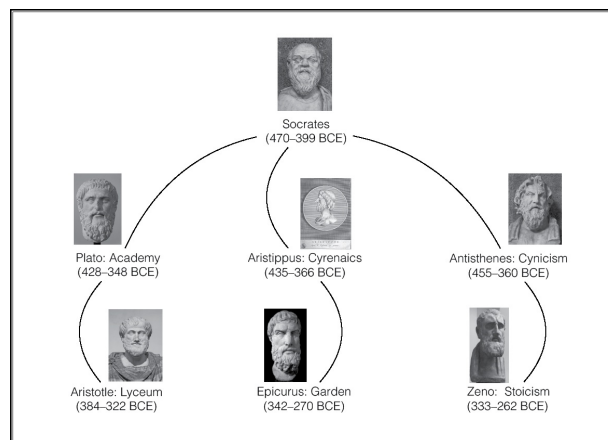 Socrates
(470–399 BCE)
Plato: Academy
(428–348 BCE)
Aristippus: Cyrenaics
(435–366 BCE)
Antisthenes: Cynicism
(455–360 BCE)
Aristotle: Lyceum
(384–322 BCE)
Epicurus: Garden
(342–270 BCE)
Zeno: Stoicism
(333–262 BCE)